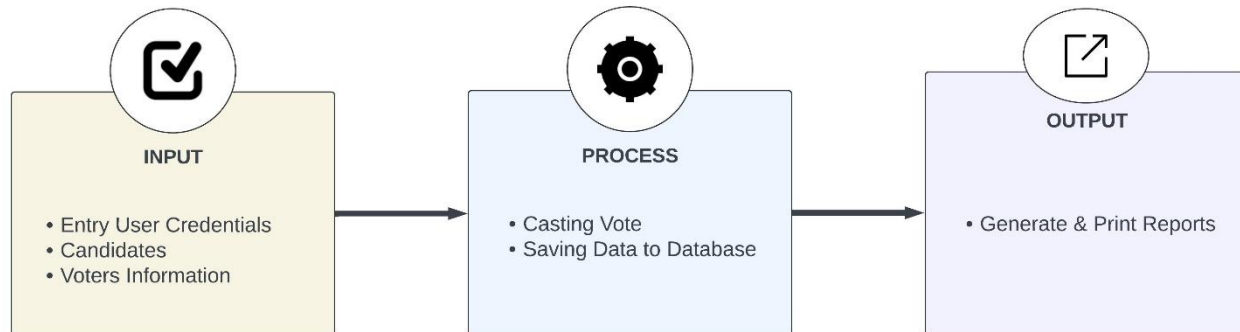 INPUT
• Entry User Credentials
• Candidates
• Voters Information
PROCESS
• Casting Vote
• Saving Data to Database
OUTPUT
• Generate & Print Reports